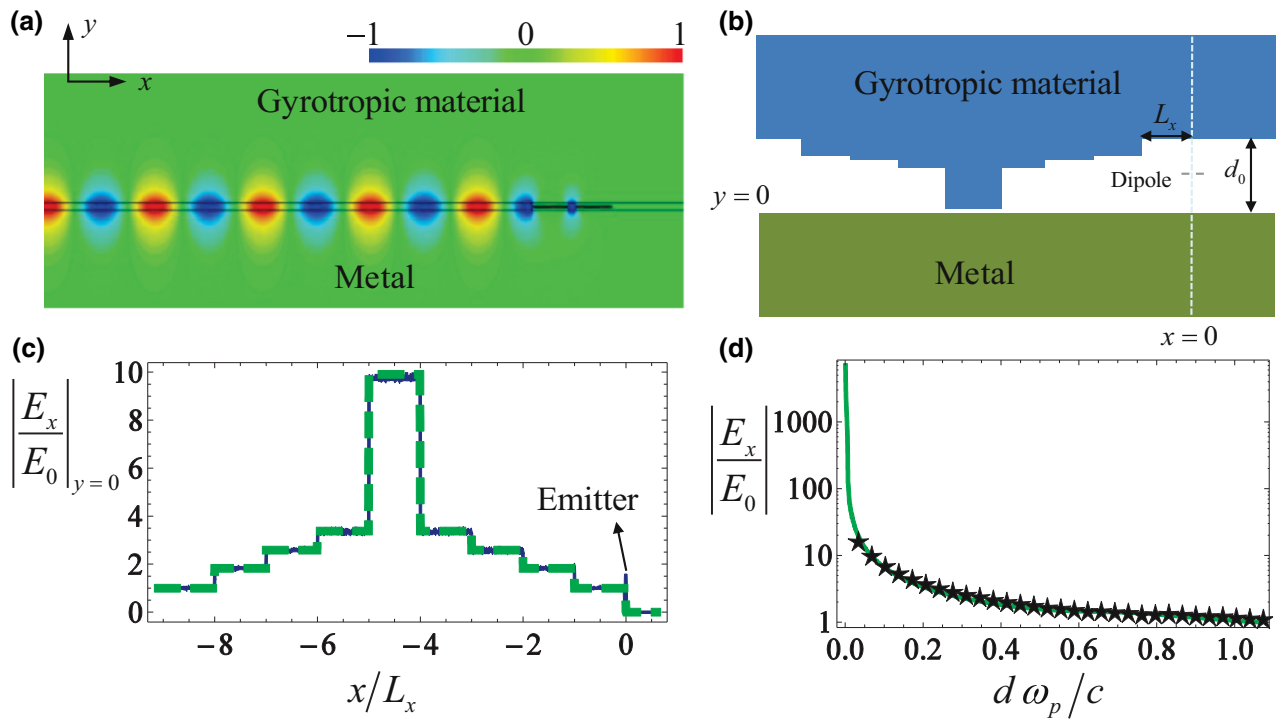 (a)
y
x
−1 0 1
Gyrotropic material
Metal
(b)
Gyrotropic material
L_x
Dipole
d_0
y = 0
Metal
x = 0
(c)
|E_x / E_0|_{y=0}
10
8
6
4
2
0
Emitter
−8 −6 −4 −2 0
x/L_x
(d)
|E_x / E_0|
1000
100
10
1
0.0 0.2 0.4 0.6 0.8 1.0
d ω_p/c